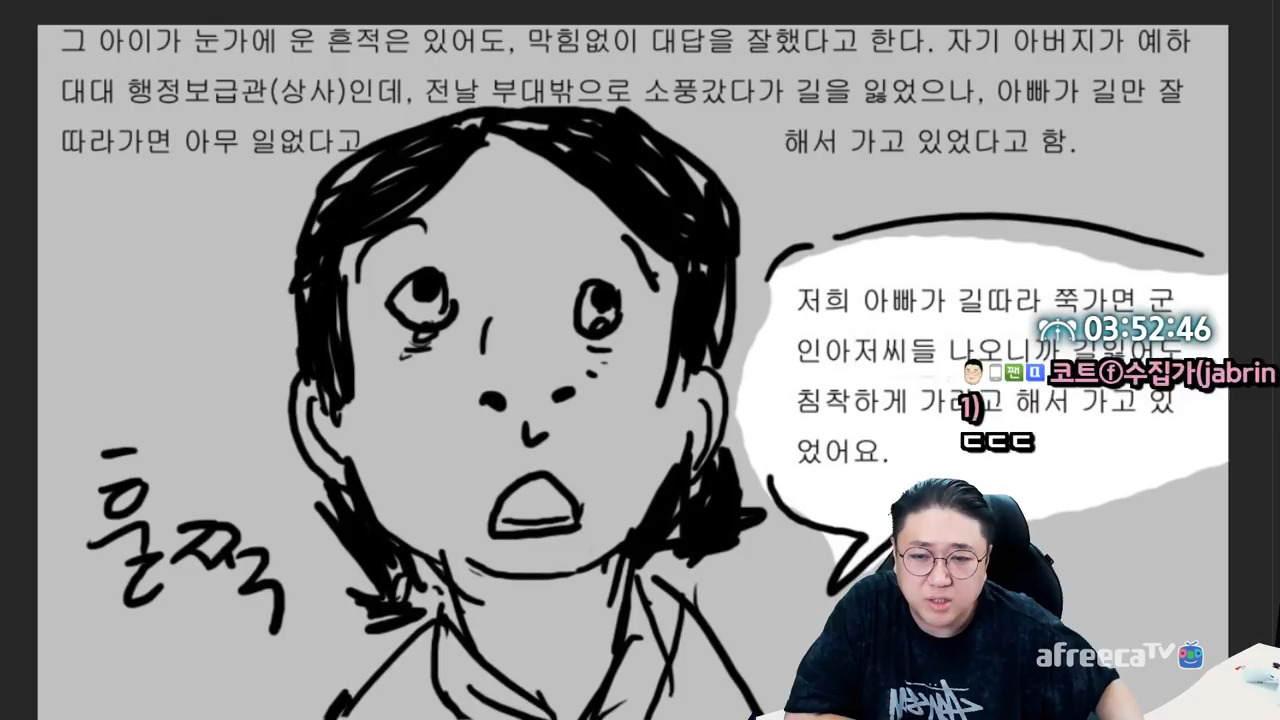 그 아이가 눈가에 운 흔적은 있어도, 막힘없이 대답을 잘했다고 한다. 자기 아버지가 예하
대대 행정보급관(상사)인데, 전날 부대밖으로 소풍갔다가 길을 잃었으나, 아빠가 길만 잘
따라가면 아무 일없다고 해서 가고 있었다고 함.
저희 아빠가 길따라 쭉가면 군
03:52:46
인아저씨들 나오니까 길잃어도
코트ⓕ수집가(jabrin
1)
침착하게 가라고 해서 가고 있
ㄷㄷㄷ
었어요.
훌쩍
afreecaTV